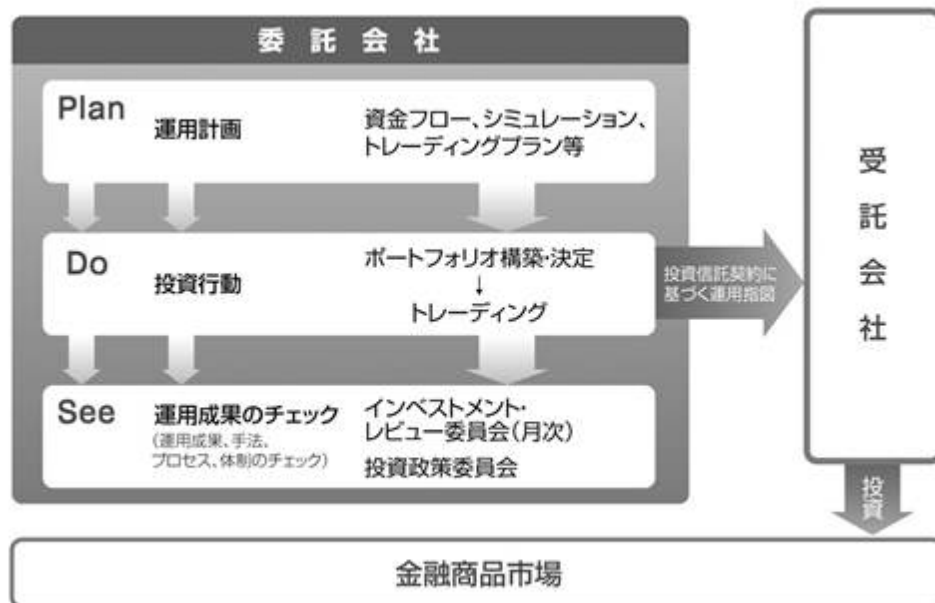 委託会社
Plan
運用計画
資金フロー、シミュレーション、
トレーディングプラン等
Do
投資行動
ポートフォリオ構築・決定
↓
トレーディング
投資信託契約に
基づく運用指図
See
運用成果のチェック
(運用成果、手法、
プロセス、体制のチェック)
インベストメント・
レビュー委員会(月次)
投資政策委員会
受託会社
投資
金融商品市場